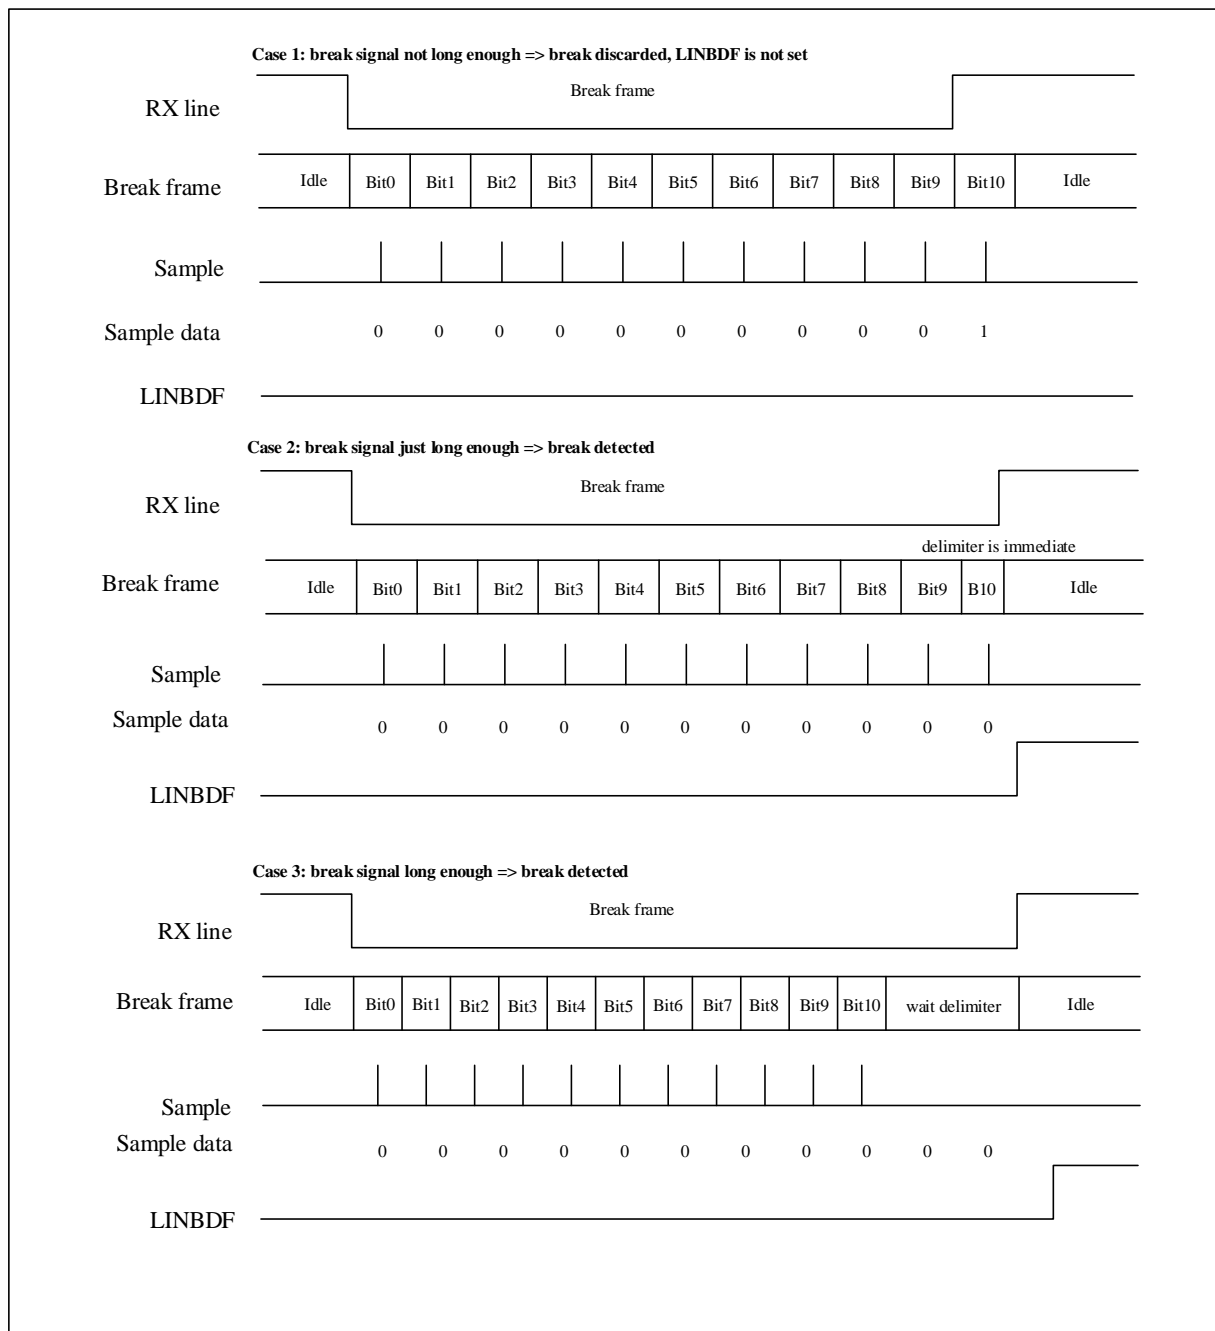 Case 1: break signal not long enough => break discarded, LINBDF is not set
RX line
Break frame
Break frame
Idle Bit0 Bit1 Bit2 Bit3 Bit4 Bit5 Bit6 Bit7 Bit8 Bit9 Bit10 Idle
Sample
Sample data
0 0 0 0 0 0 0 0 0 0 1
LINBDF
Case 2: break signal just long enough => break detected
RX line
Break frame
delimiter is immediate
Break frame
Idle Bit0 Bit1 Bit2 Bit3 Bit4 Bit5 Bit6 Bit7 Bit8 Bit9 B10 Idle
Sample
Sample data
0 0 0 0 0 0 0 0 0 0 0
LINBDF
Case 3: break signal long enough => break detected
RX line
Break frame
Break frame
Idle Bit0 Bit1 Bit2 Bit3 Bit4 Bit5 Bit6 Bit7 Bit8 Bit9 Bit10 wait delimiter Idle
Sample
Sample data
0 0 0 0 0 0 0 0 0 0 0
LINBDF